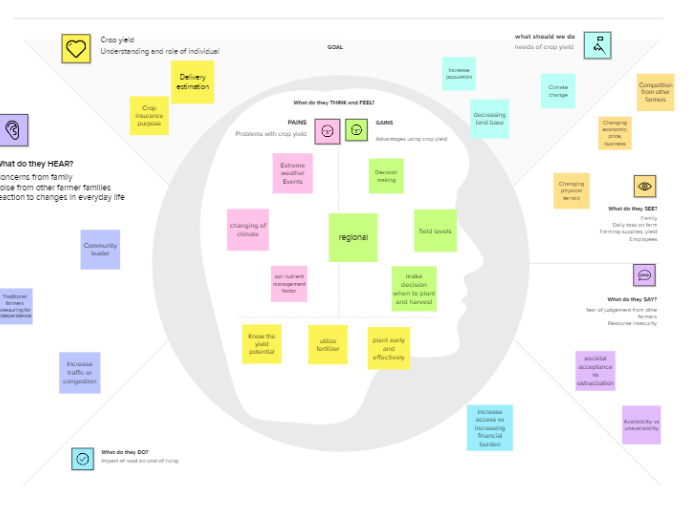 Crop yield
Understanding and role of individual
GOAL
what should we do
needs of crop yield
Delivery
estimation
Crop
insurance
purpose
Increase
population
Climate
change
Competition
from other
farmers
decreasing
land base
Changing
economic,
price,
business
What do they THINK and FEEL?
PAINS
Problems with crop yield
GAINS
Advantages using crop yield
hat do they HEAR?
oncerns from family
oise from other farmer families
eaction to changes in everyday life
Extreme
weather
Events
Decision
making
Changing
physical
terrain
What do they SEE?
Family
Daily task on farm
Farming supplies, yield
Employees
changing of
climate
regional
field levels
Community
leader
soil nutrient
management
factor
make
decision
when to plant
and harvest
What do they SAY?
fear of judgement from other
farmers
Resource insecurity
Traditional
farmers
pressuring for
independence
Know the
yield
potential
utilize
fertilizer
plant early
and
effectively
Increase
traffic or
congestion
societal
acceptance
vs
ostracization
increase
access vs
increasing
financial
burden
Availability vs
unavailability
What do they DO?
Impact of road on cost of living